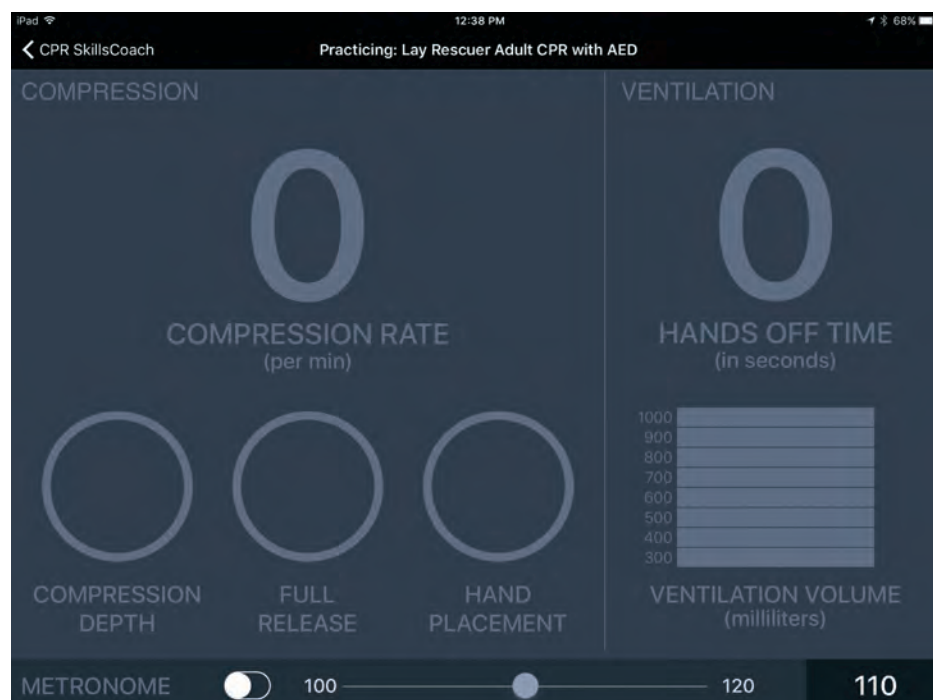 iPad
12:38 PM
68%
CPR SkillsCoach
Practicing: Lay Rescuer Adult CPR with AED
COMPRESSION
0
COMPRESSION RATE
(per min)
COMPRESSION
DEPTH
FULL
RELEASE
HAND
PLACEMENT
VENTILATION
0
HANDS OFF TIME
(in seconds)
1000
900
800
700
600
500
400
300
VENTILATION VOLUME
(milliliters)
METRONOME
100
120
110